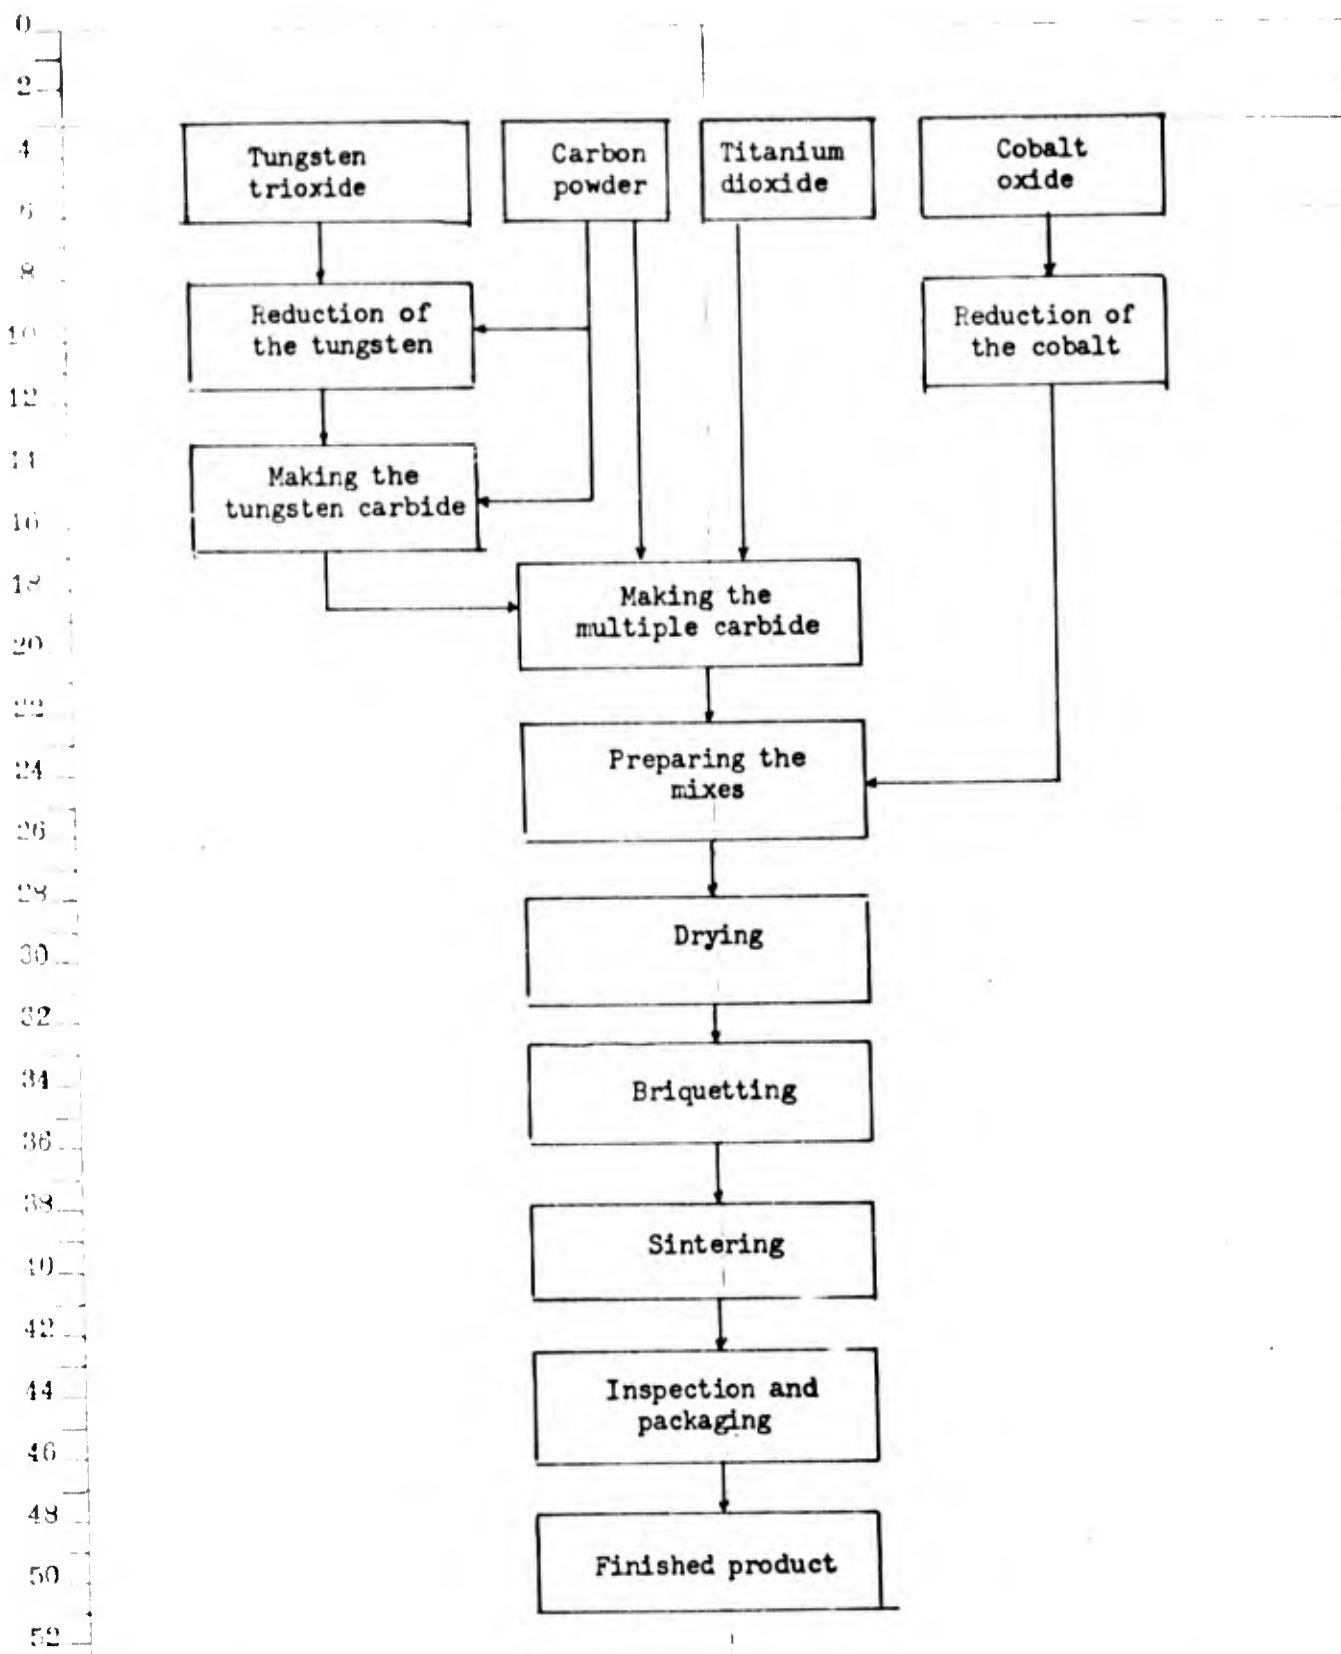 0
2
4
6
8
10
12
14
16
18
20
22
24
26
28
30
32
34
36
38
40
42
44
46
48
50
52
Tungsten
trioxide
Carbon
powder
Titanium
dioxide
Cobalt
oxide
Reduction of
the tungsten
Reduction of
the cobalt
Making the
tungsten carbide
Making the
multiple carbide
Preparing the
mixes
Drying
Briquetting
Sintering
Inspection and
packaging
Finished product